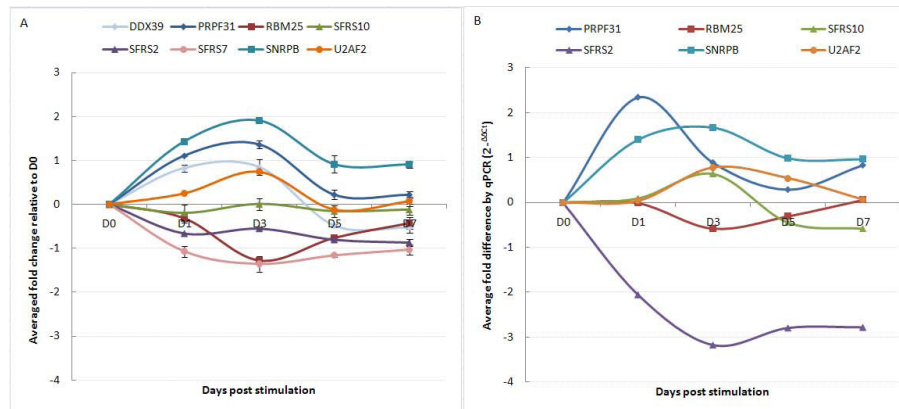 A
DDX39 PRPF31 RBM25 SFRS10
SFRS2 SFRS7 SNRPB U2AF2
3
2
1
0
-1
-2
-3
-4
D0 D1 D3 D5 D7
Averaged fold change relative to D0
Days post stimulation
B
PRPF31 RBM25 SFRS10
SFRS2 SNRPB U2AF2
3
2
1
0
-1
-2
-3
-4
D0 D1 D3 D5 D7
Average fold difference by qPCR (2-ΔΔCt)
Days post stimulation